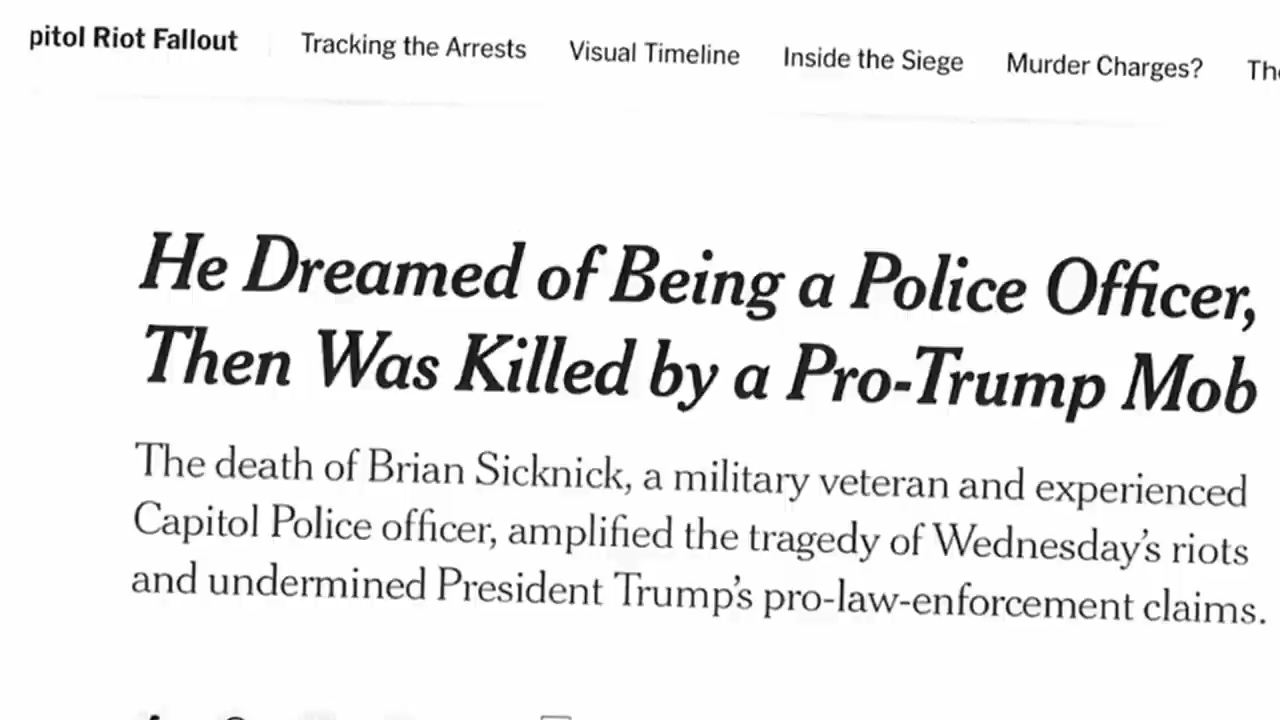 pitol Riot Fallout Tracking the Arrests Visual Timeline Inside the Siege Murder Charges?
He Dreamed of Being a Police Officer,
Then Was Killed by a Pro-Trump Mob
The death of Brian Sicknick, a military veteran and experienced
Capitol Police officer, amplified the tragedy of Wednesday's riots
and undermined President Trump's pro-law-enforcement claims.